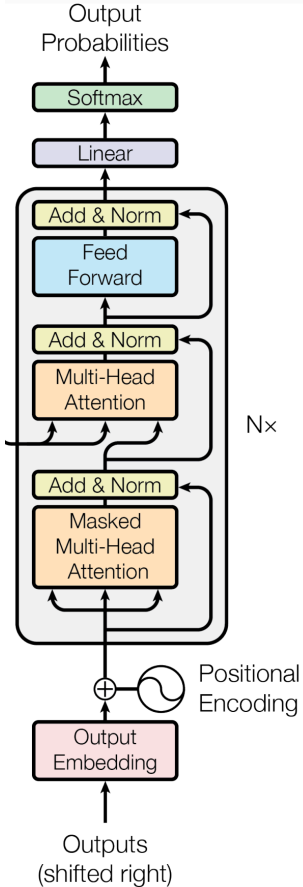 Output
Probabilities
Softmax
Linear
Add & Norm
Feed
Forward
Add & Norm
Multi-Head
Attention
N×
Add & Norm
Masked
Multi-Head
Attention
Positional
Encoding
Output
Embedding
Outputs
(shifted right)